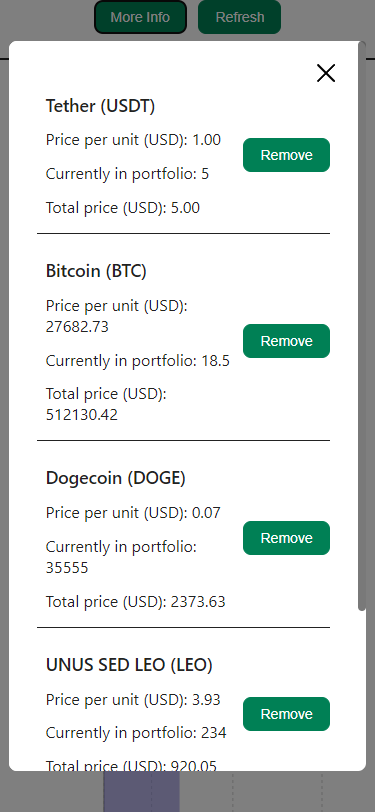 More Info
Refresh
Tether (USDT)
Price per unit (USD): 1.00
Currently in portfolio: 5
Total price (USD): 5.00
Remove
Bitcoin (BTC)
Price per unit (USD):
27682.73
Currently in portfolio: 18.5
Total price (USD):
512130.42
Remove
Dogecoin (DOGE)
Price per unit (USD): 0.07
Currently in portfolio:
35555
Total price (USD): 2373.63
Remove
UNUS SED LEO (LEO)
Price per unit (USD): 3.93
Currently in portfolio: 234
Total price (USD): 920.05
Remove